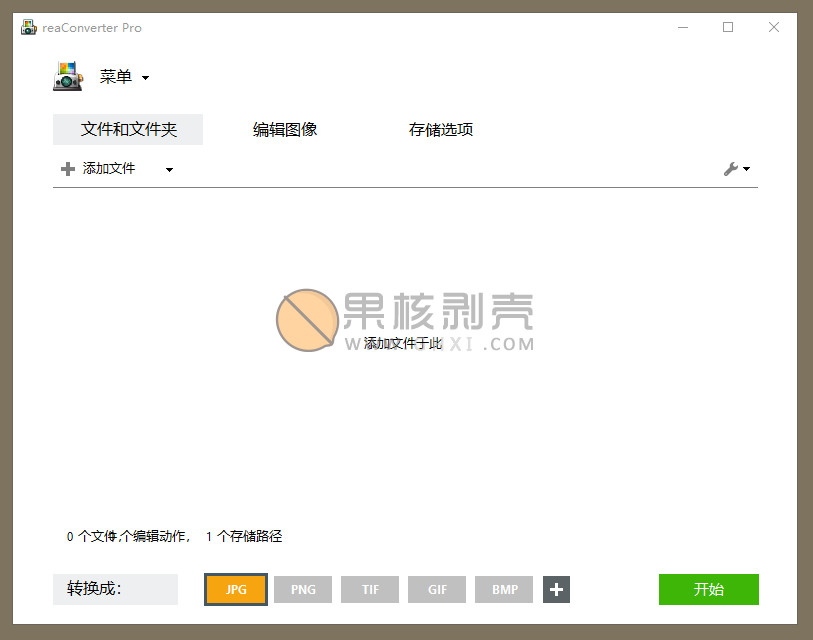 reaConverter Pro
菜单
文件和文件夹 编辑图像 存储选项
添加文件
果核剥壳
添加文件于此
.COM
0 个文件, 个编辑动作, 1 个存储路径
转换成: JPG PNG TIF GIF BMP 开始